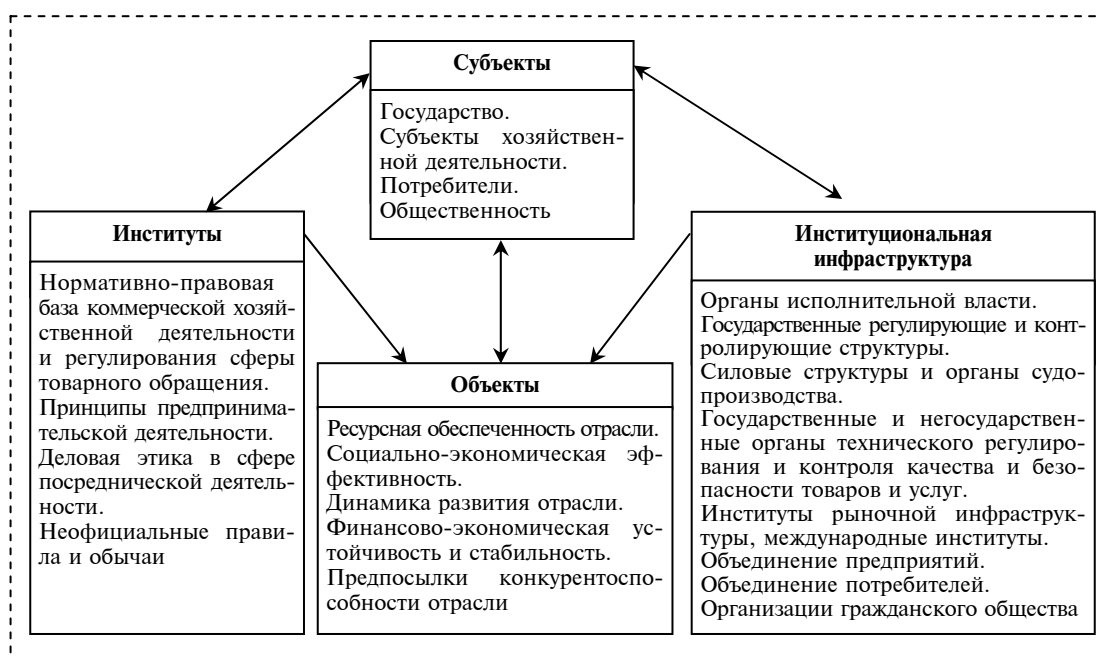 Субъекты
Государство.
Субъекты хозяйствен-
ной деятельности.
Потребители.
Общественность
Институты
Нормативно-правовая
база коммерческой хозяй-
ственной деятельности
и регулирования сферы
товарного обращения.
Принципы предпринима-
тельской деятельности.
Деловая этика в сфере
посреднической деятель-
ности.
Неофициальные прави-
ла и обычаи
Объекты
Ресурсная обеспеченность отрасли.
Социально-экономическая эф-
фективность.
Динамика развития отрасли.
Финансово-экономическая ус-
тойчивость и стабильность.
Предпосылки конкурентоспо-
собности отрасли
Институциональная
инфраструктура
Органы исполнительной власти.
Государственные регулирующие и конт-
ролирующие структуры.
Силовые структуры и органы судо-
производства.
Государственные и негосударствен-
ные органы технического регулиро-
вания и контроля качества и безо-
пасности товаров и услуг.
Институты рыночной инфраструк-
туры, международные институты.
Объединение предприятий.
Объединение потребителей.
Организации гражданского общества